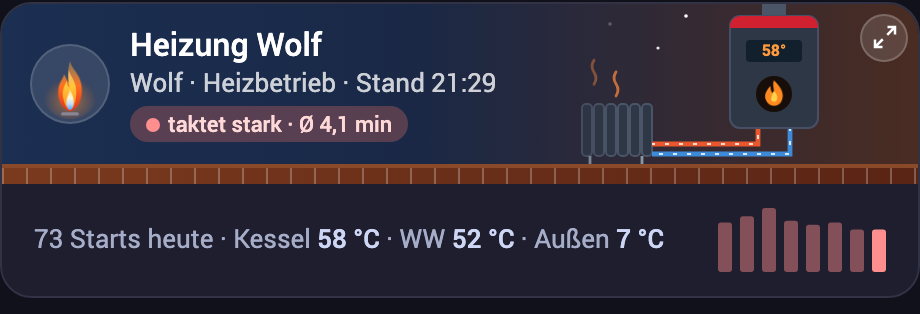 Heizung Wolf
58°
Wolf · Heizbetrieb · Stand 21:29
taktet stark · Ø 4,1 min
73 Starts heute · Kessel 58 °C · WW 52 °C · Außen 7 °C